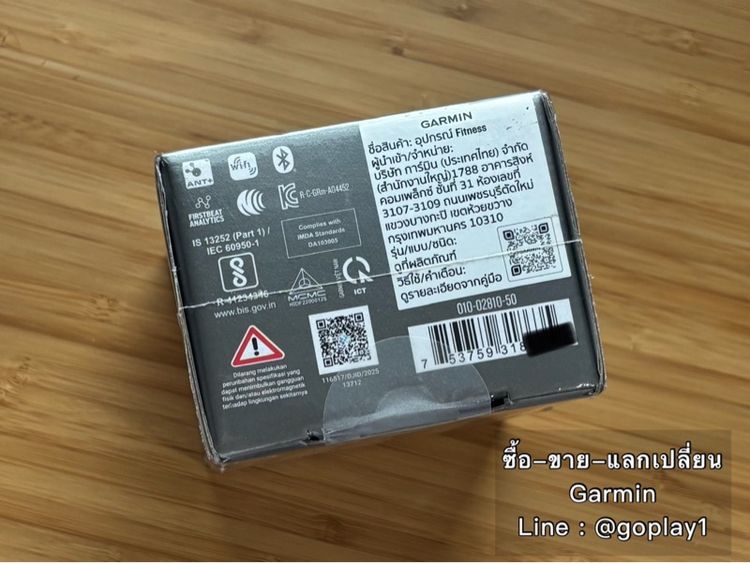 GARMIN
ชื่อสินค้า: อุปกรณ์ Fitness
ผู้นำเข้า/จำหน่าย:
บริษัท การ์มิน (ประเทศไทย) จำกัด
(สำนักงานใหญ่)1788 อาคารสิงห์
คอมเพล็กซ์ ชั้นที่ 31 ห้องเลขที่
3107-3109 ถนนเพชรบุรีตัดใหม่
แขวงบางกะปิ เขตห้วยขวาง
กรุงเทพมหานคร 10310
รุ่น/แบบ/ชนิด:
ดูที่ผลิตภัณฑ์
วิธีใช้/คำเตือน:
ดูรายละเอียดจากคู่มือ
ANT+
WiFi
FIRSTBEAT
ANALYTICS
R-C-GRm-A04452
IS 13252 (Part 1) /
IEC 60950-1
Complies with
IMDA Standards
DA103005
R-41234346
www.bis.gov.in
MCMC
ICT
Dilarang melakukan
perubahan spesifikasi yang
dapat menimbulkan gangguan
fisik dan/atau elektromagnetik
terhadap lingkungan sekitarnya
116817/DJID/2025
13712
010-02810-50
7 53759 318
ซื้อ-ขาย-แลกเปลี่ยน
Garmin
Line : @goplay1